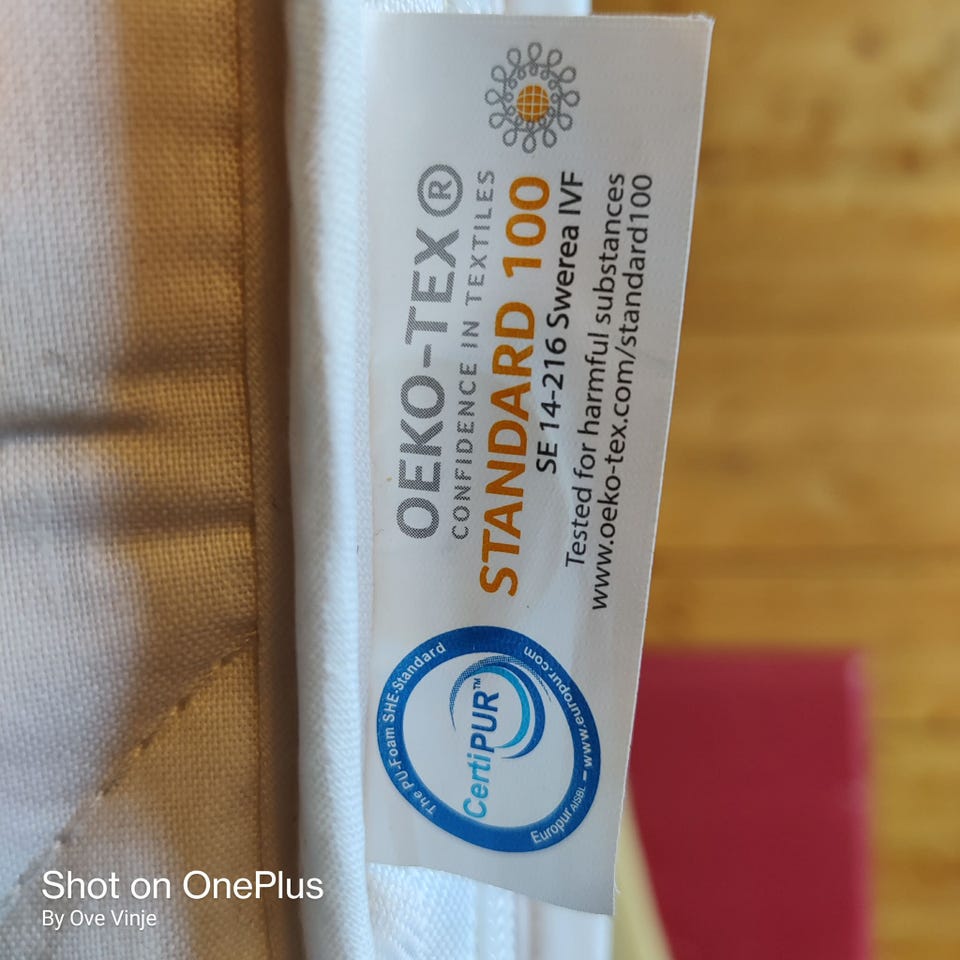 OEKO-TEX®
CONFIDENCE IN TEXTILES
STANDARD 100
SE 14-216 Swerea IVF
Tested for harmful substances
www.oeko-tex.com/standard100
The PU-Foam SHE-Standard
CertiPUR™
Europur AISBL – www.europur.com
Shot on OnePlus
By Ove Vinje